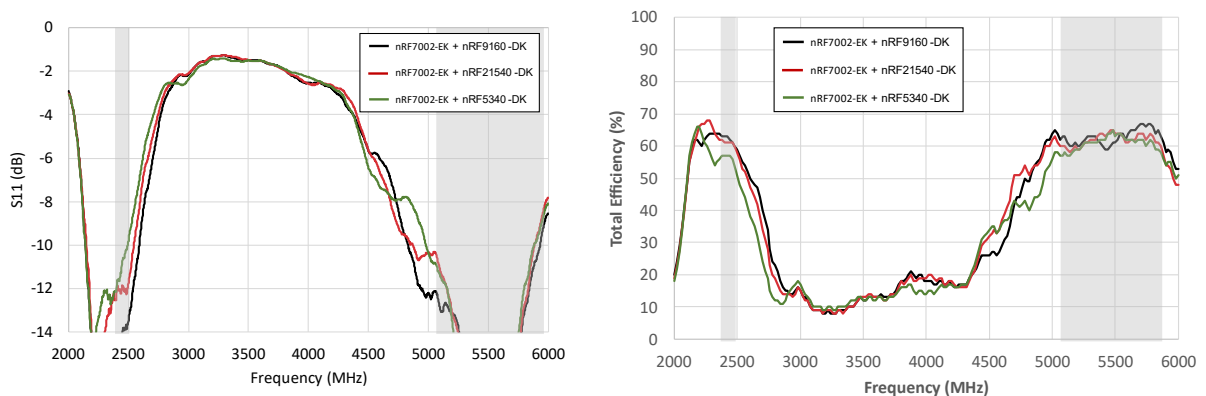 0
-2
-4
-6
-8
-10
-12
-14
S11 (dB)
2000 2500 3000 3500 4000 4500 5000 5500 6000
Frequency (MHz)
nRF7002-EK + nRF9160 -DK
nRF7002-EK + nRF21540 -DK
nRF7002-EK + nRF5340 -DK
100
90
80
70
60
50
40
30
20
10
0
Total Efficiency (%)
2000 2500 3000 3500 4000 4500 5000 5500 6000
Frequency (MHz)
nRF7002-EK + nRF9160 -DK
nRF7002-EK + nRF21540 -DK
nRF7002-EK + nRF5340 -DK